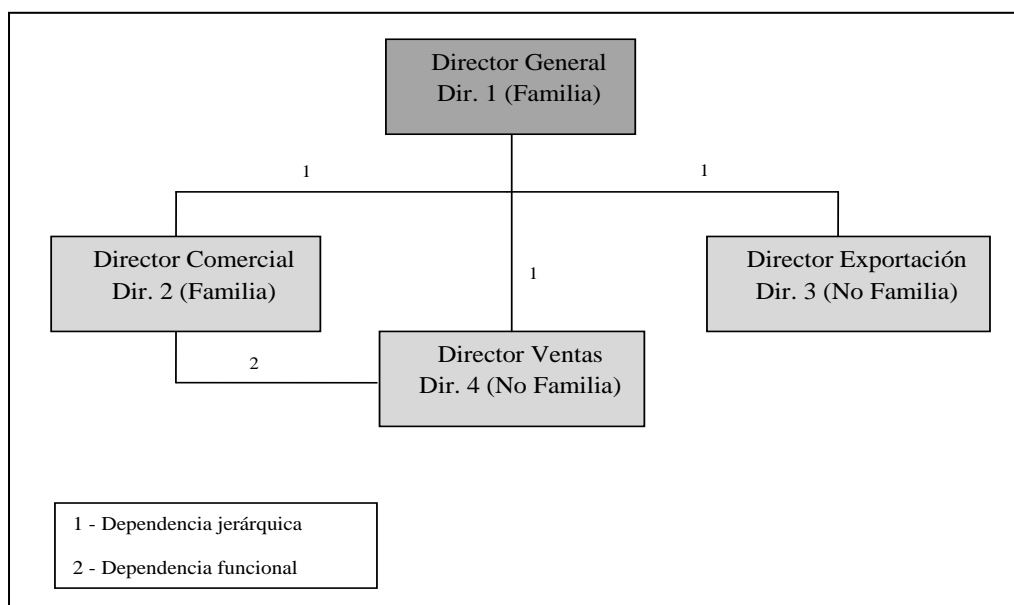 Director General
Dir. 1 (Familia)
1
1
Director Comercial
Dir. 2 (Familia)
1
Director Exportación
Dir. 3 (No Familia)
2
Director Ventas
Dir. 4 (No Familia)
1 - Dependencia jerárquica
2 - Dependencia funcional